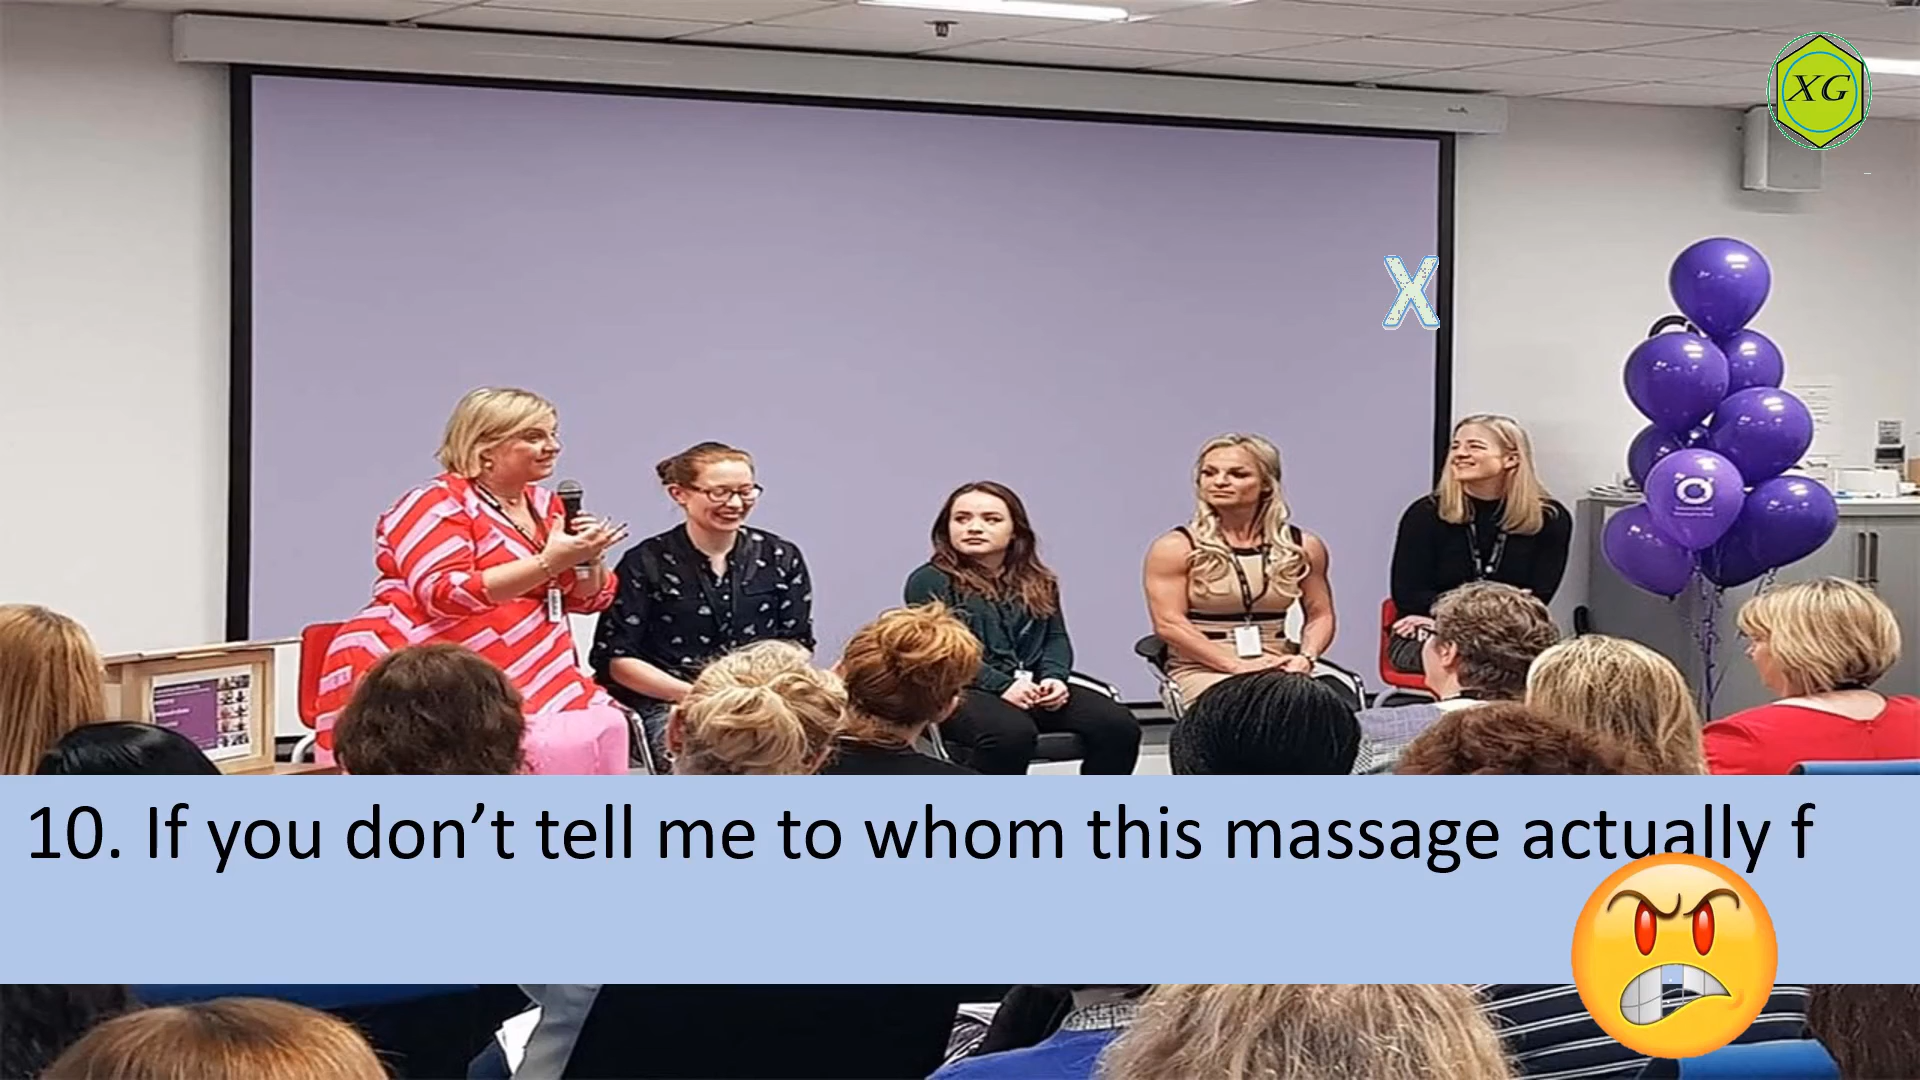 XG
X
10. If you don’t tell me to whom this massage actually f